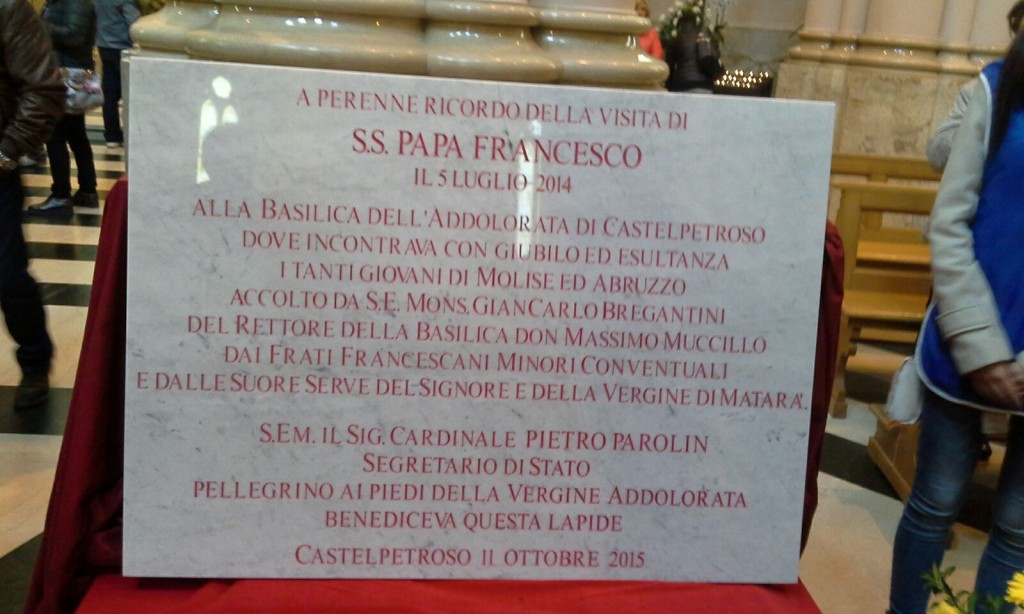 A PERENNE RICORDO DELLA VISITA DI
S.S. PAPA FRANCESCO
IL 5 LUGLIO 2014
ALLA BASILICA DELL'ADDOLORATA DI CASTELPETROSO
DOVE INCONTRAVA CON GIUBILO ED ESULTANZA
I TANTI GIOVANI DI MOLISE ED ABRUZZO
ACCOLTO DA S.E. MONS. GIANCARLO BREGANTINI
DEL RETTORE DELLA BASILICA DON MASSIMO MUCCILLO
DAI FRATI FRANCESCANI MINORI CONVENTUALI
E DALLE SUORE SERVE DEL SIGNORE E DELLA VERGINE DI MATARA'.
S.EM. IL SIG. CARDINALE PIETRO PAROLIN
SEGRETARIO DI STATO
PELLEGRINO AI PIEDI DELLA VERGINE ADDOLORATA
BENEDICEVA QUESTA LAPIDE
CASTELPETROSO 11 OTTOBRE 2015